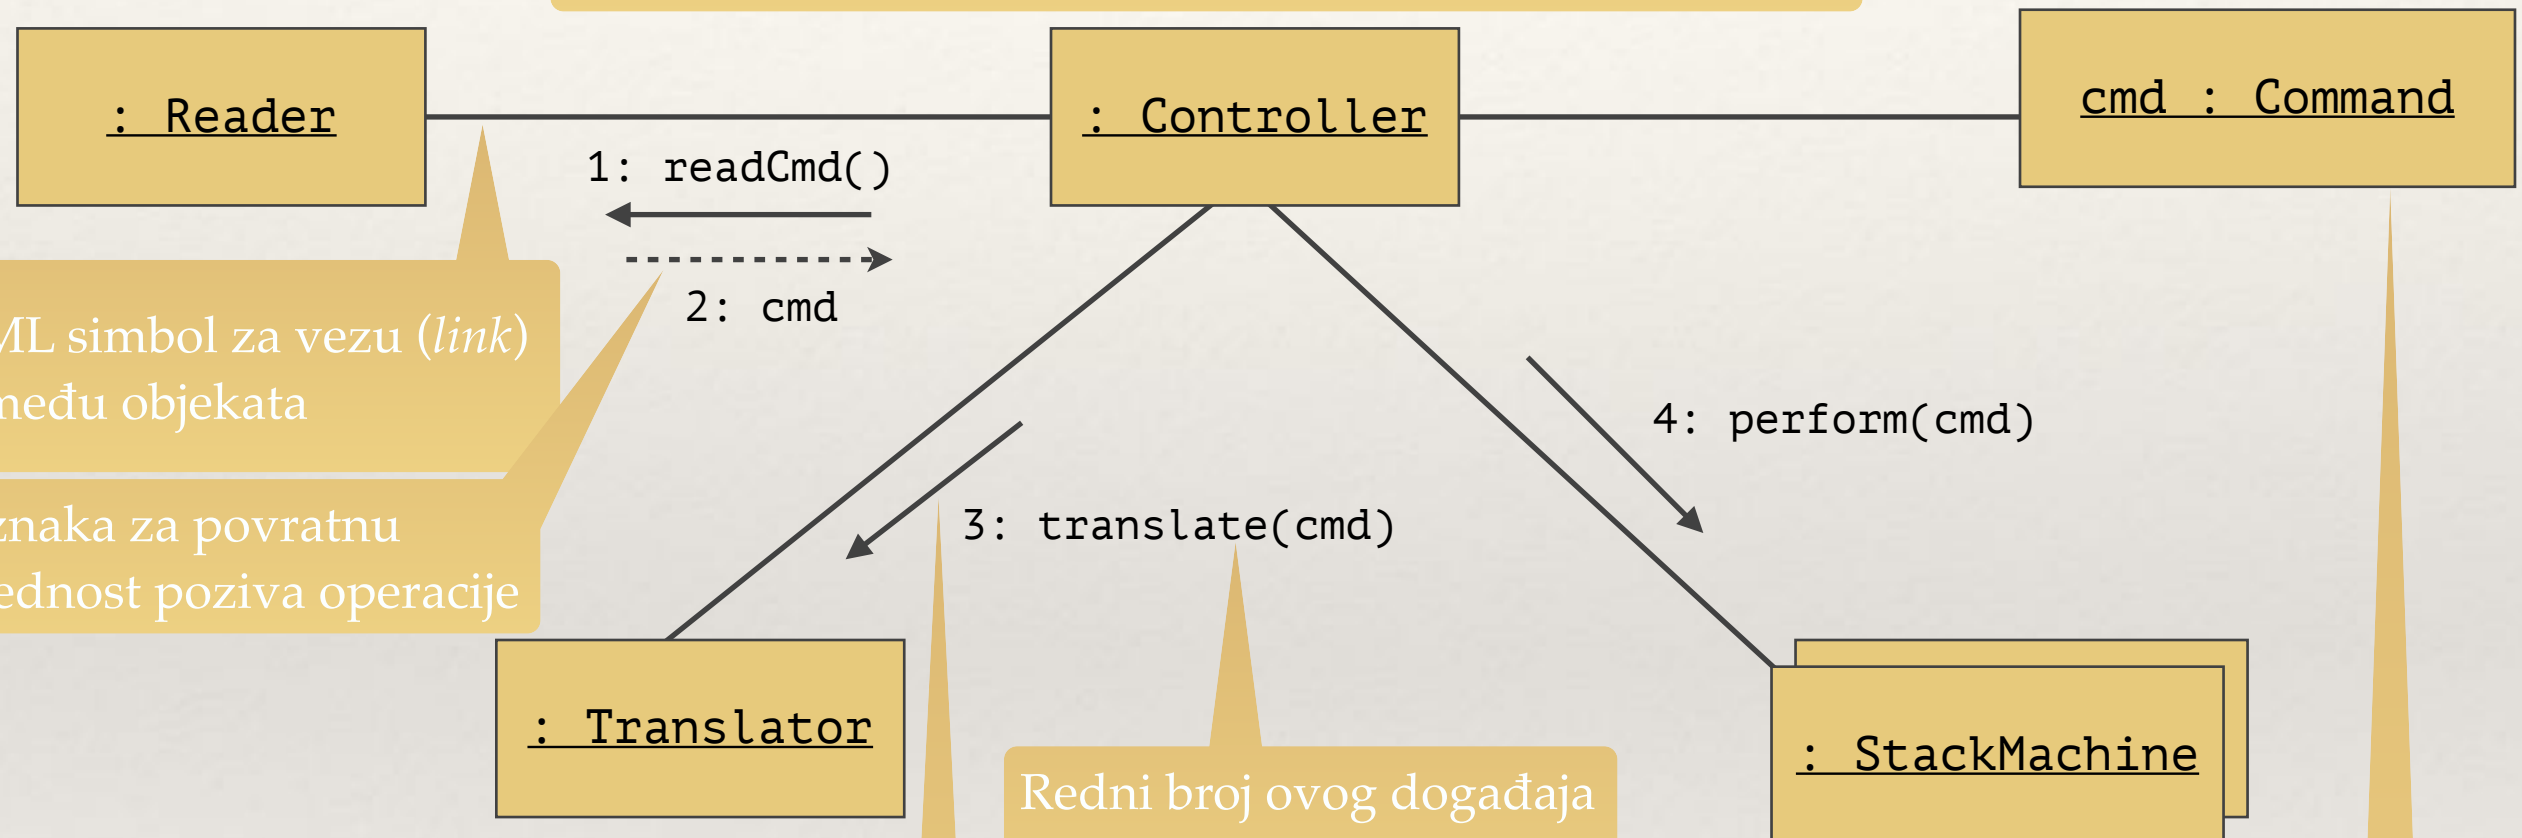 : Reader
: Controller
cmd : Command
1: readCmd()
2: cmd
ML simbol za vezu (link)
među objekata
4: perform(cmd)
znaka za povratnu
ednost poziva operacije
3: translate(cmd)
: Translator
: StackMachine
Redni broj ovog događaja